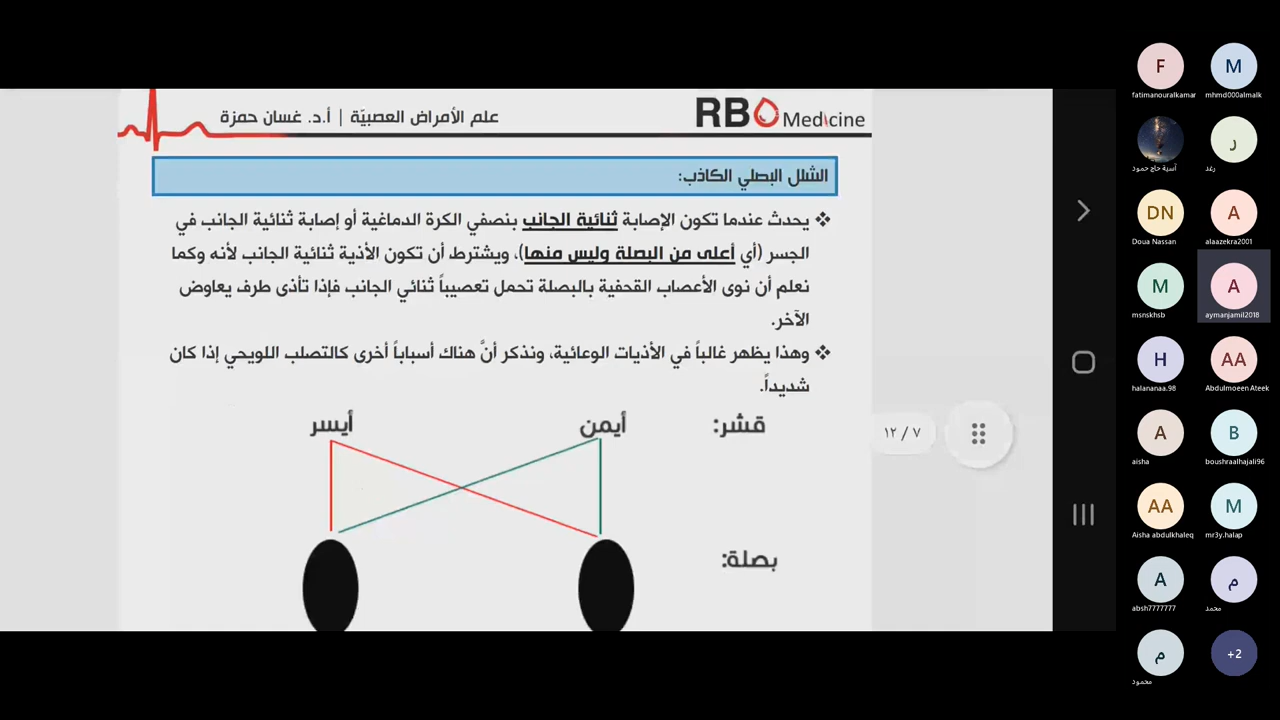 علم الأمراض العصبيّة | أ.د. غسان حمزة
RB Medicine
الشلل البصلي الكاذب:
❖ يحدث عندما تكون الإصابة ثنائية الجانب بنصفي الكرة الدماغية أو إصابة ثنائية الجانب في
الجسر (أي أعلى من البصلة وليس منها)، ويشترط أن تكون الأذية ثنائية الجانب لأنه وكما
نعلم أن نوى الأعصاب القحفية بالبصلة تحمل تعصيباً ثنائي الجانب فإذا تأذى طرف يعاوض
الآخر.
❖ وهذا يظهر غالباً في الأذيات الوعائية، ونذكر أنَّ هناك أسباباً أخرى كالتصلب اللويحي إذا كان
شديداً.
قشر: أيمن أيسر
بصلة:
١٢ / ٧
F M
fatimanouralkamar mhmd000almalk
ر
آسية حاج حمود رغد
DN A
Doua Nassan alaazekra2001
M A
msnskhsb aymanjamil2018
H AA
halananaa.98 Abdulmoeen Ateek
A B
aisha boushraalhajali96
AA M
Aisha abdulkhaleq mr3y.halap
A م
absh7777777 محمد
م +2
محمود